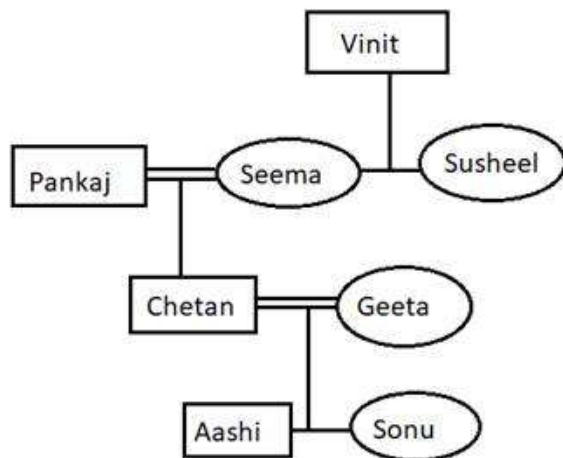 Vinit
Pankaj
Seema
Susheel
Chetan
Geeta
Aashi
Sonu